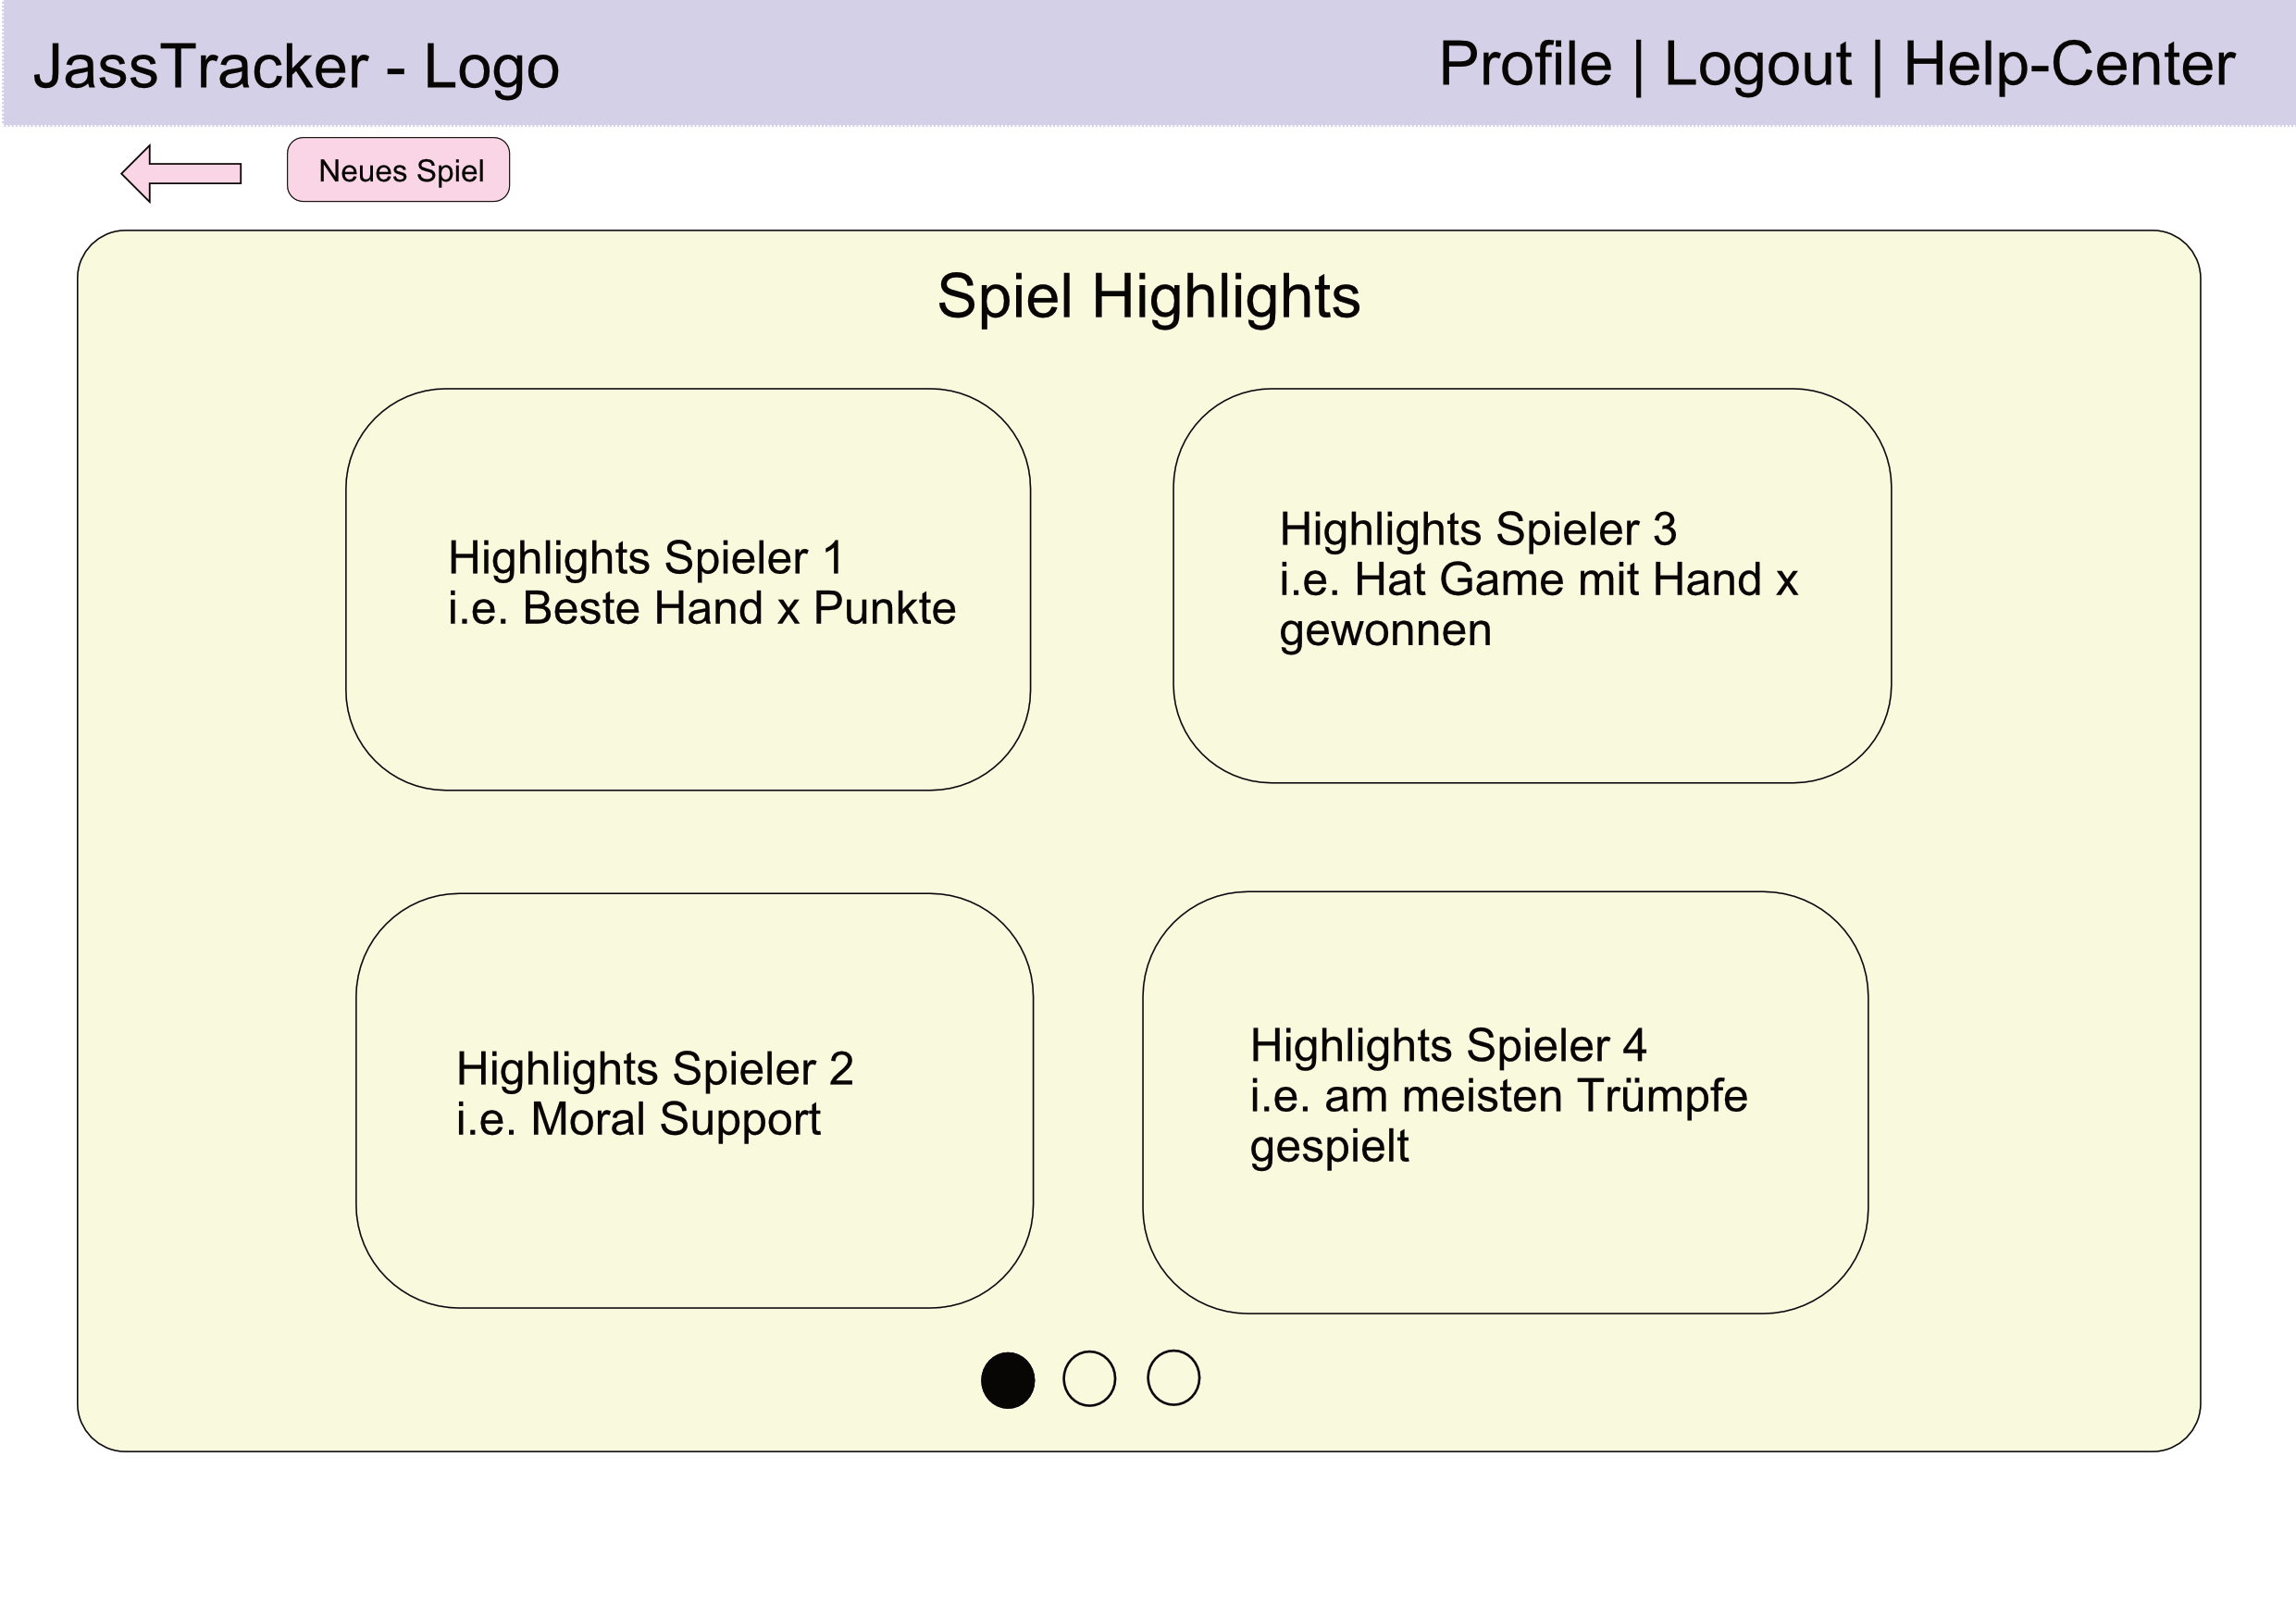 JassTracker - Logo
Profile | Logout | Help-Center
Neues Spiel
Spiel Highlights
Highlights Spieler 1
i.e. Beste Hand x Punkte
Highlights Spieler 3
i.e. Hat Game mit Hand x
gewonnen
Highlights Spieler 2
i.e. Moral Support
Highlights Spieler 4
i.e. am meisten Trümpfe
gespielt